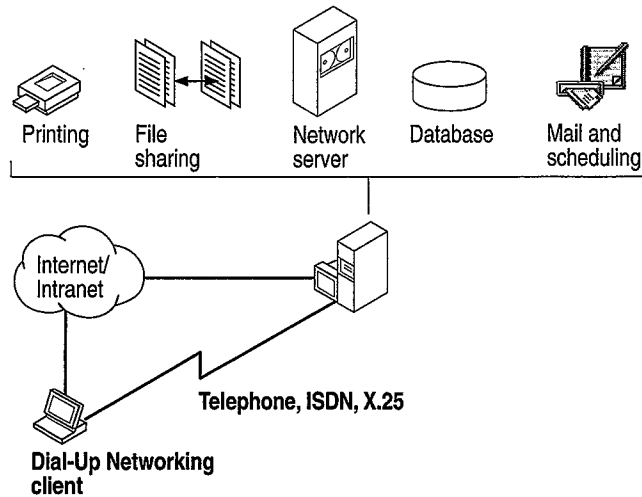 Printing
File
sharing
Network
server
Database
Mail and
scheduling
Internet/
Intranet
Telephone, ISDN, X.25
Dial-Up Networking
client